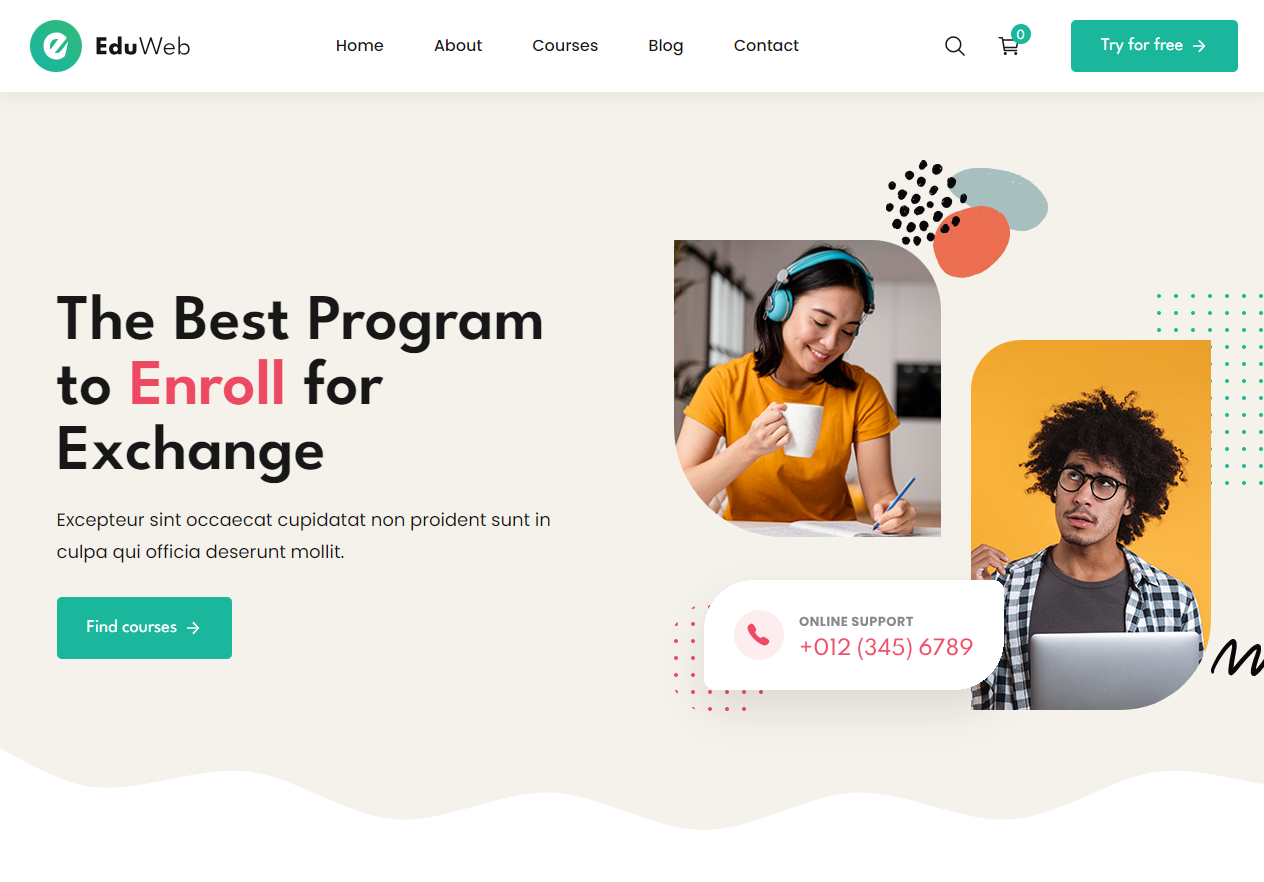 EduWeb
Home
About
Courses
Blog
Contact
0
Try for free
The Best Program
to Enroll for
Exchange
Excepteur sint occaecat cupidatat non proident sunt in
culpa qui officia deserunt mollit.
Find courses
ONLINE SUPPORT
+012 (345) 6789